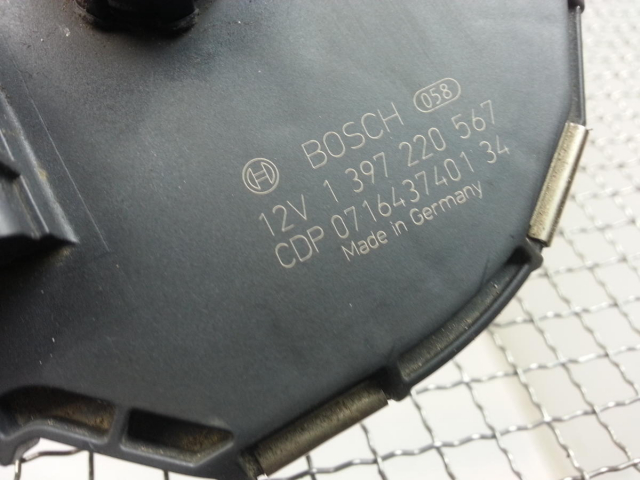 BOSCH 058
12V 1 397 220 567
CDP 0716437401 34
Made in Germany